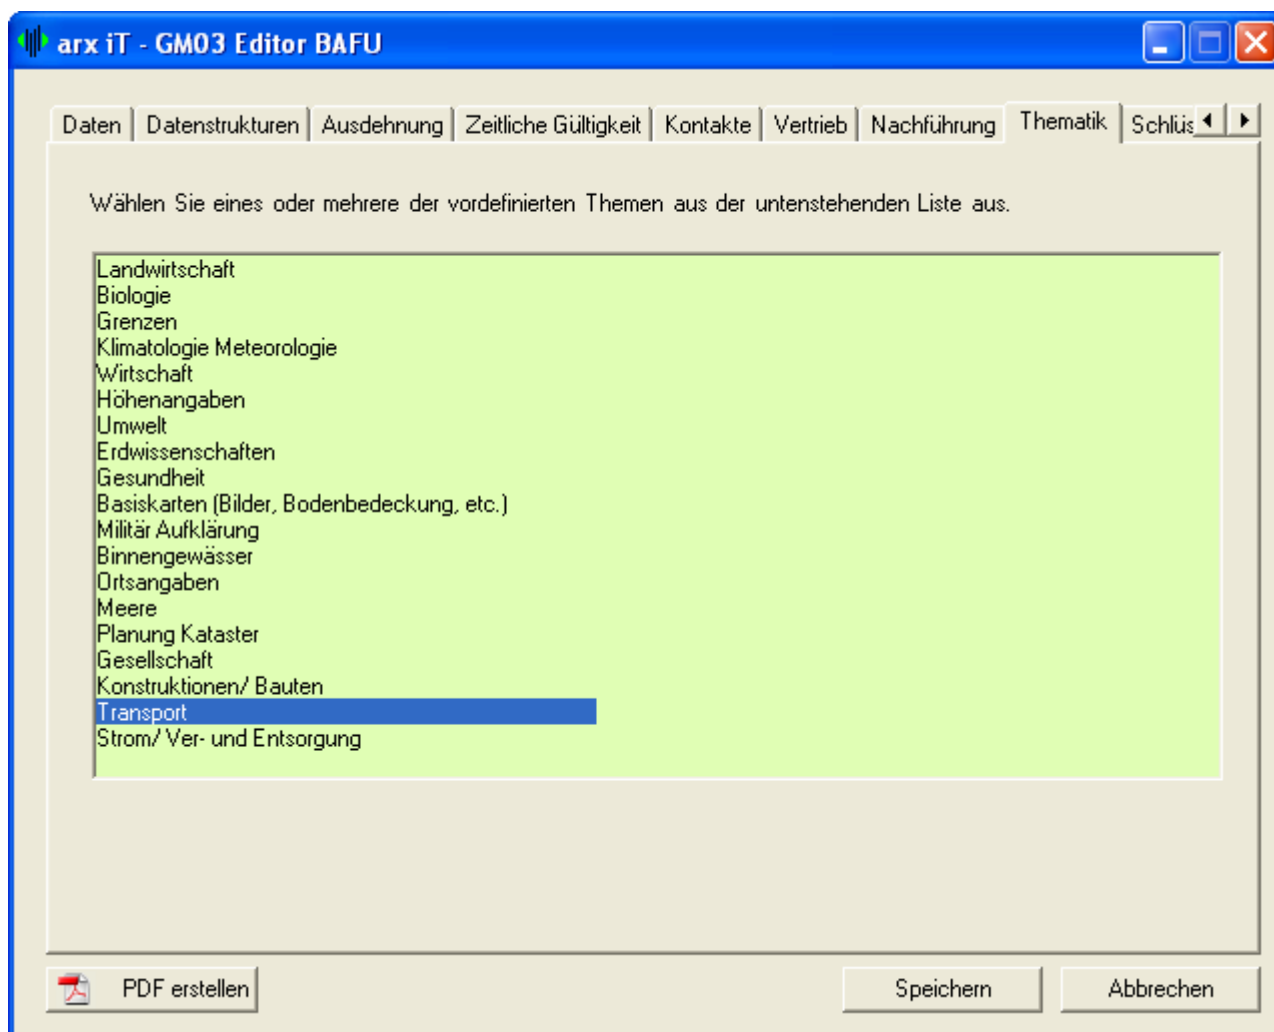 arx iT - GM03 Editor BAFU
Daten Datenstrukturen Ausdehnung Zeitliche Gültigkeit Kontakte Vertrieb Nachführung Thematik Schlüs
Wählen Sie eines oder mehrere der vordefinierten Themen aus der untenstehenden Liste aus.
Landwirtschaft
Biologie
Grenzen
Klimatologie Meteorologie
Wirtschaft
Höhenangaben
Umwelt
Erdwissenschaften
Gesundheit
Basiskarten (Bilder, Bodenbedeckung, etc.)
Militär Aufklärung
Binnengewässer
Ortsangaben
Meere
Planung Kataster
Gesellschaft
Konstruktionen/ Bauten
Transport
Strom/ Ver- und Entsorgung
PDF erstellen Speichern Abbrechen